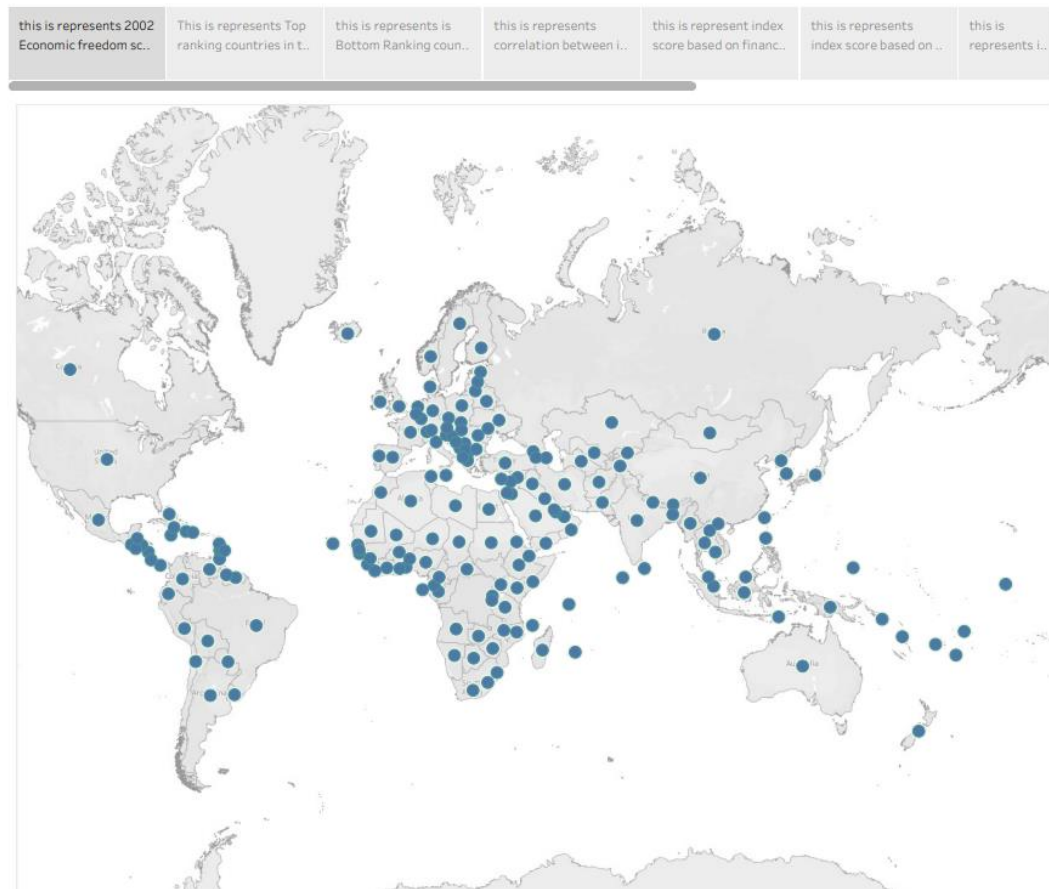 this is represents 2002
Economic freedom sc..
This is represents Top
ranking countries in t..
this is represents is
Bottom Ranking coun..
this is represents
correlation between i..
this is represent index
score based on financ..
this is represents
index score based on ..
this is
represents i..